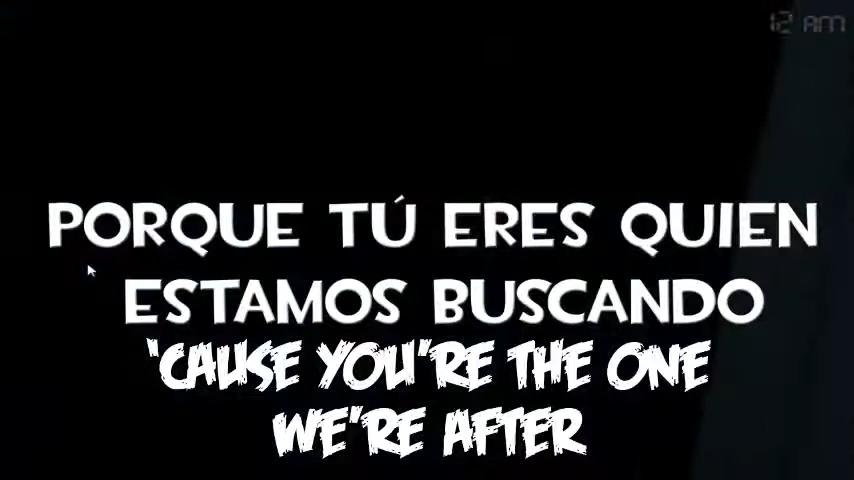 12 AM
PORQUE TÚ ERES QUIEN
ESTAMOS BUSCANDO
'CAUSE YOU'RE THE ONE
WE'RE AFTER